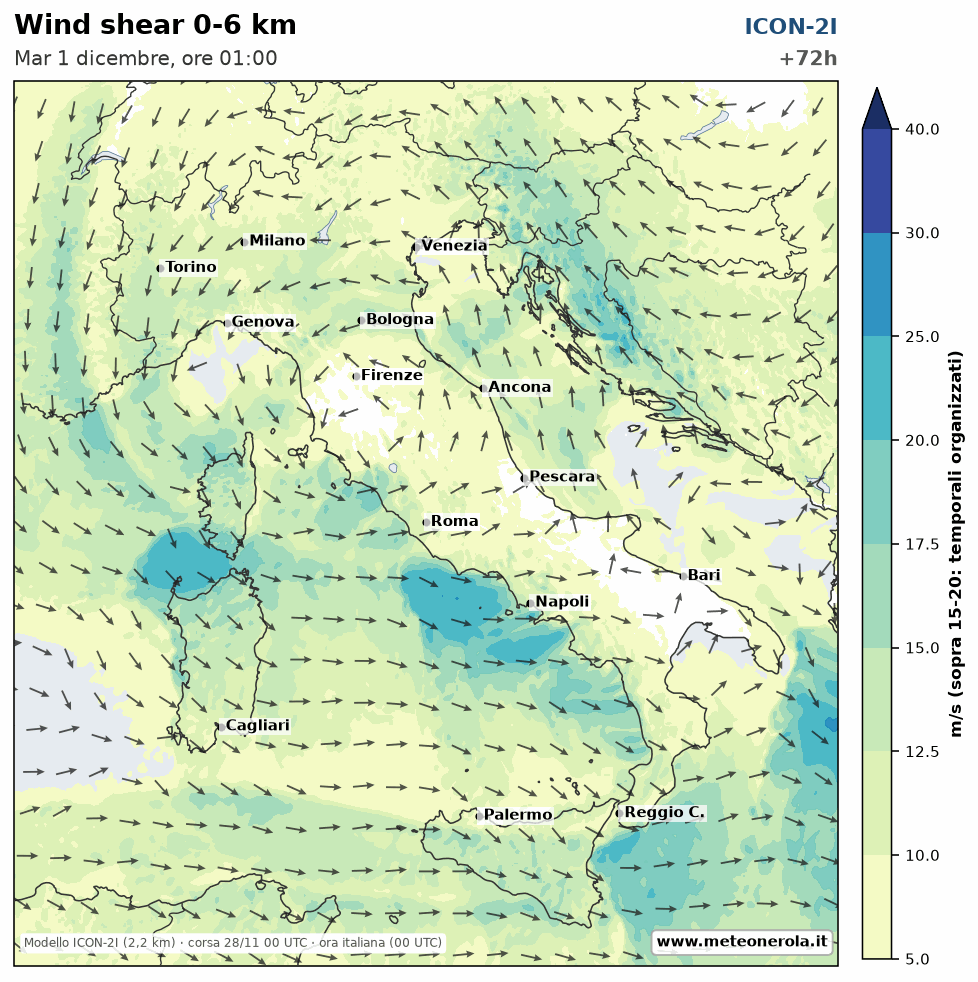 Wind shear 0-6 km
ICON-2I
Mar 1 dicembre, ore 01:00
+72h
40.0
30.0
25.0
20.0
17.5
15.0
12.5
10.0
5.0
m/s (sopra 15-20: temporali organizzati)
Milano
Venezia
Torino
Genova
Bologna
Firenze
Ancona
Pescara
Roma
Bari
Napoli
Cagliari
Palermo
Reggio C.
Modello ICON-2I (2,2 km) · corsa 28/11 00 UTC · ora italiana (00 UTC)
www.meteonerola.it